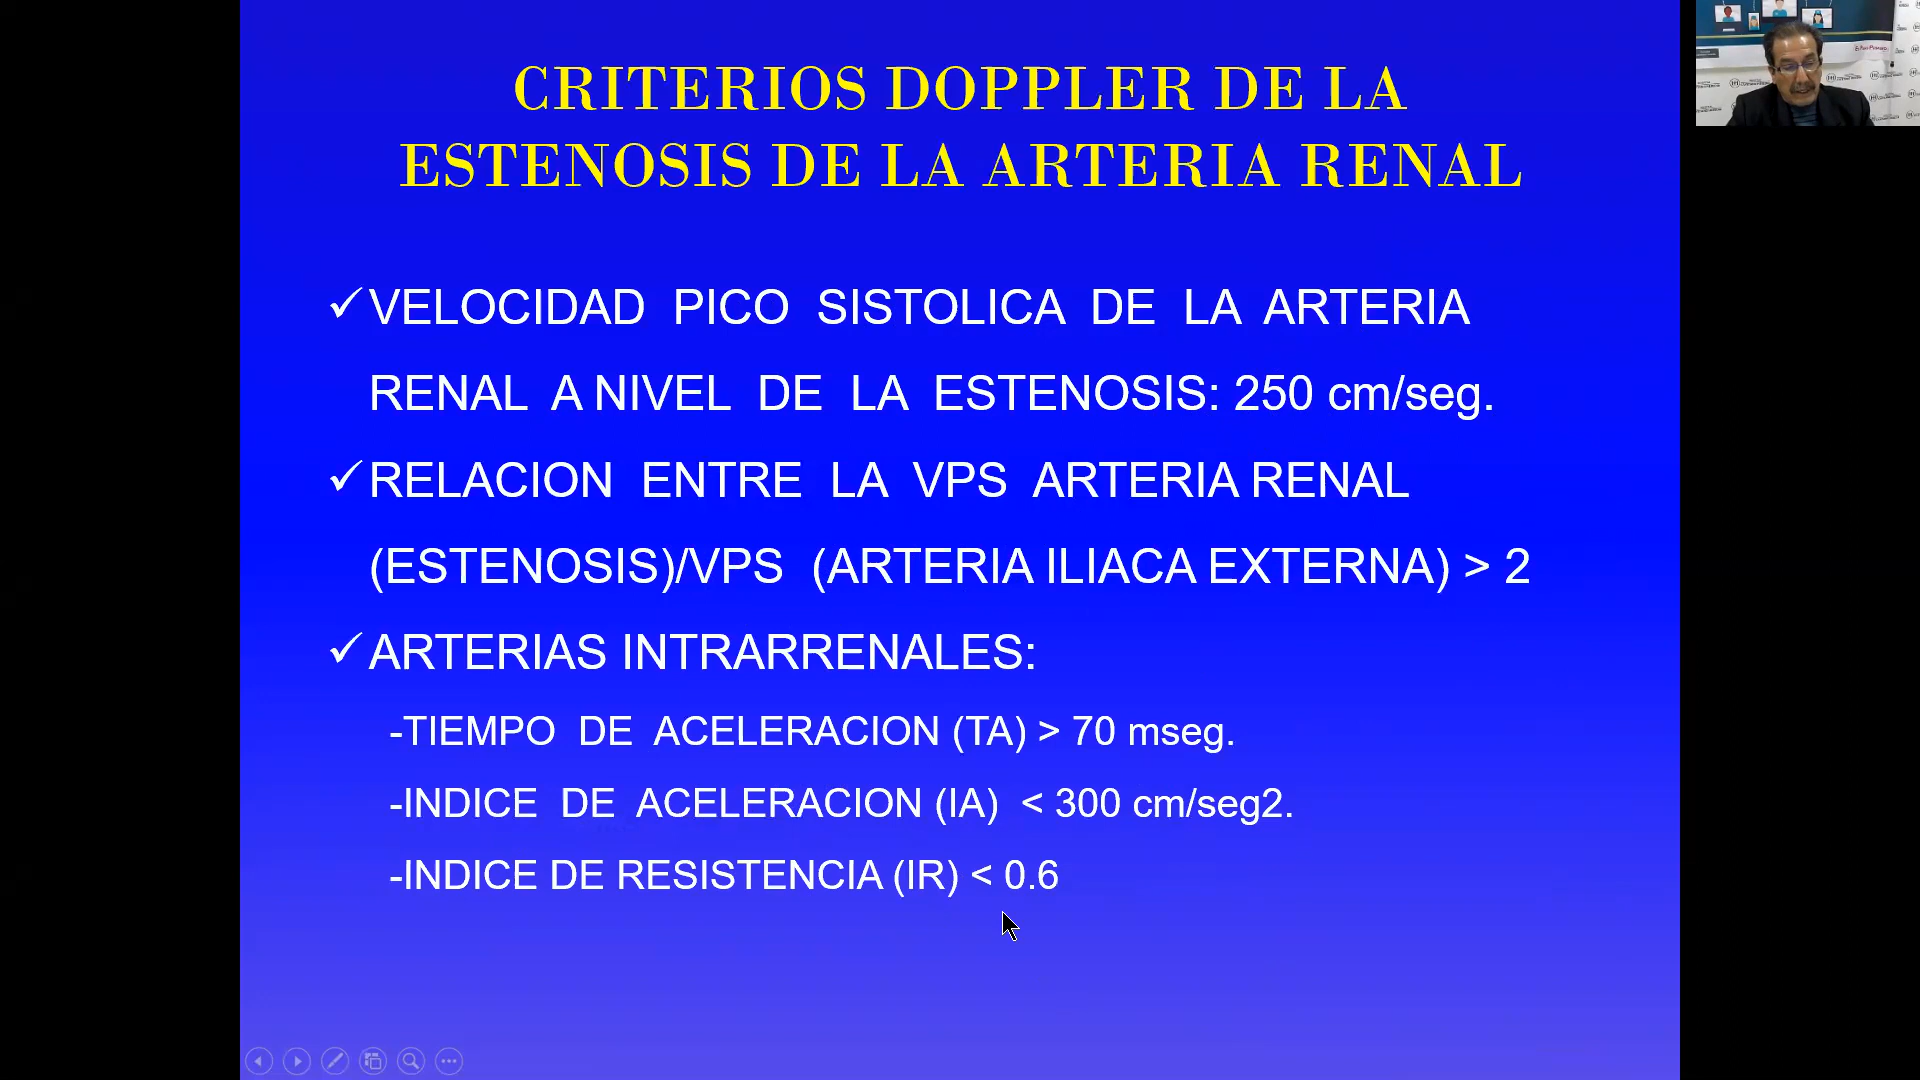 CRITERIOS DOPPLER DE LA
ESTENOSIS DE LA ARTERIA RENAL
✓VELOCIDAD PICO SISTOLICA DE LA ARTERIA
RENAL A NIVEL DE LA ESTENOSIS: 250 cm/seg.
✓RELACION ENTRE LA VPS ARTERIA RENAL
(ESTENOSIS)/VPS (ARTERIA ILIACA EXTERNA) > 2
✓ARTERIAS INTRARRENALES:
-TIEMPO DE ACELERACION (TA) > 70 mseg.
-INDICE DE ACELERACION (IA) < 300 cm/seg2.
-INDICE DE RESISTENCIA (IR) < 0.6